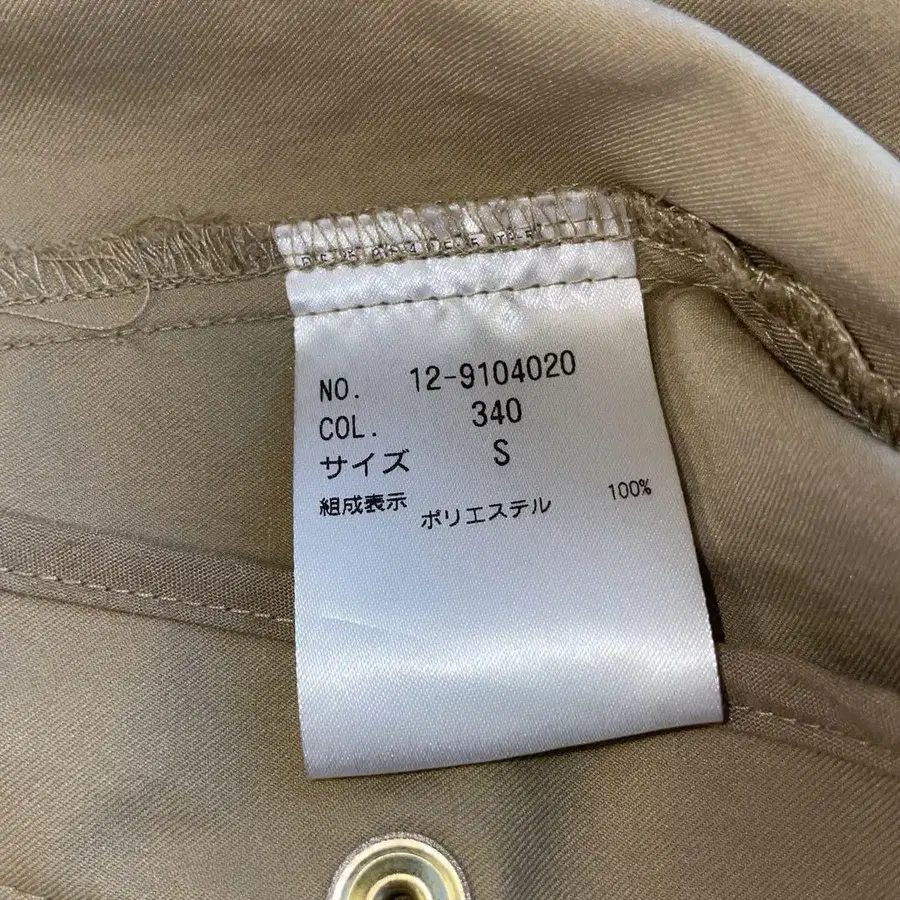 NO. 12-9104020
COL. 340
サイズ S
組成表示 ポリエステル 100%